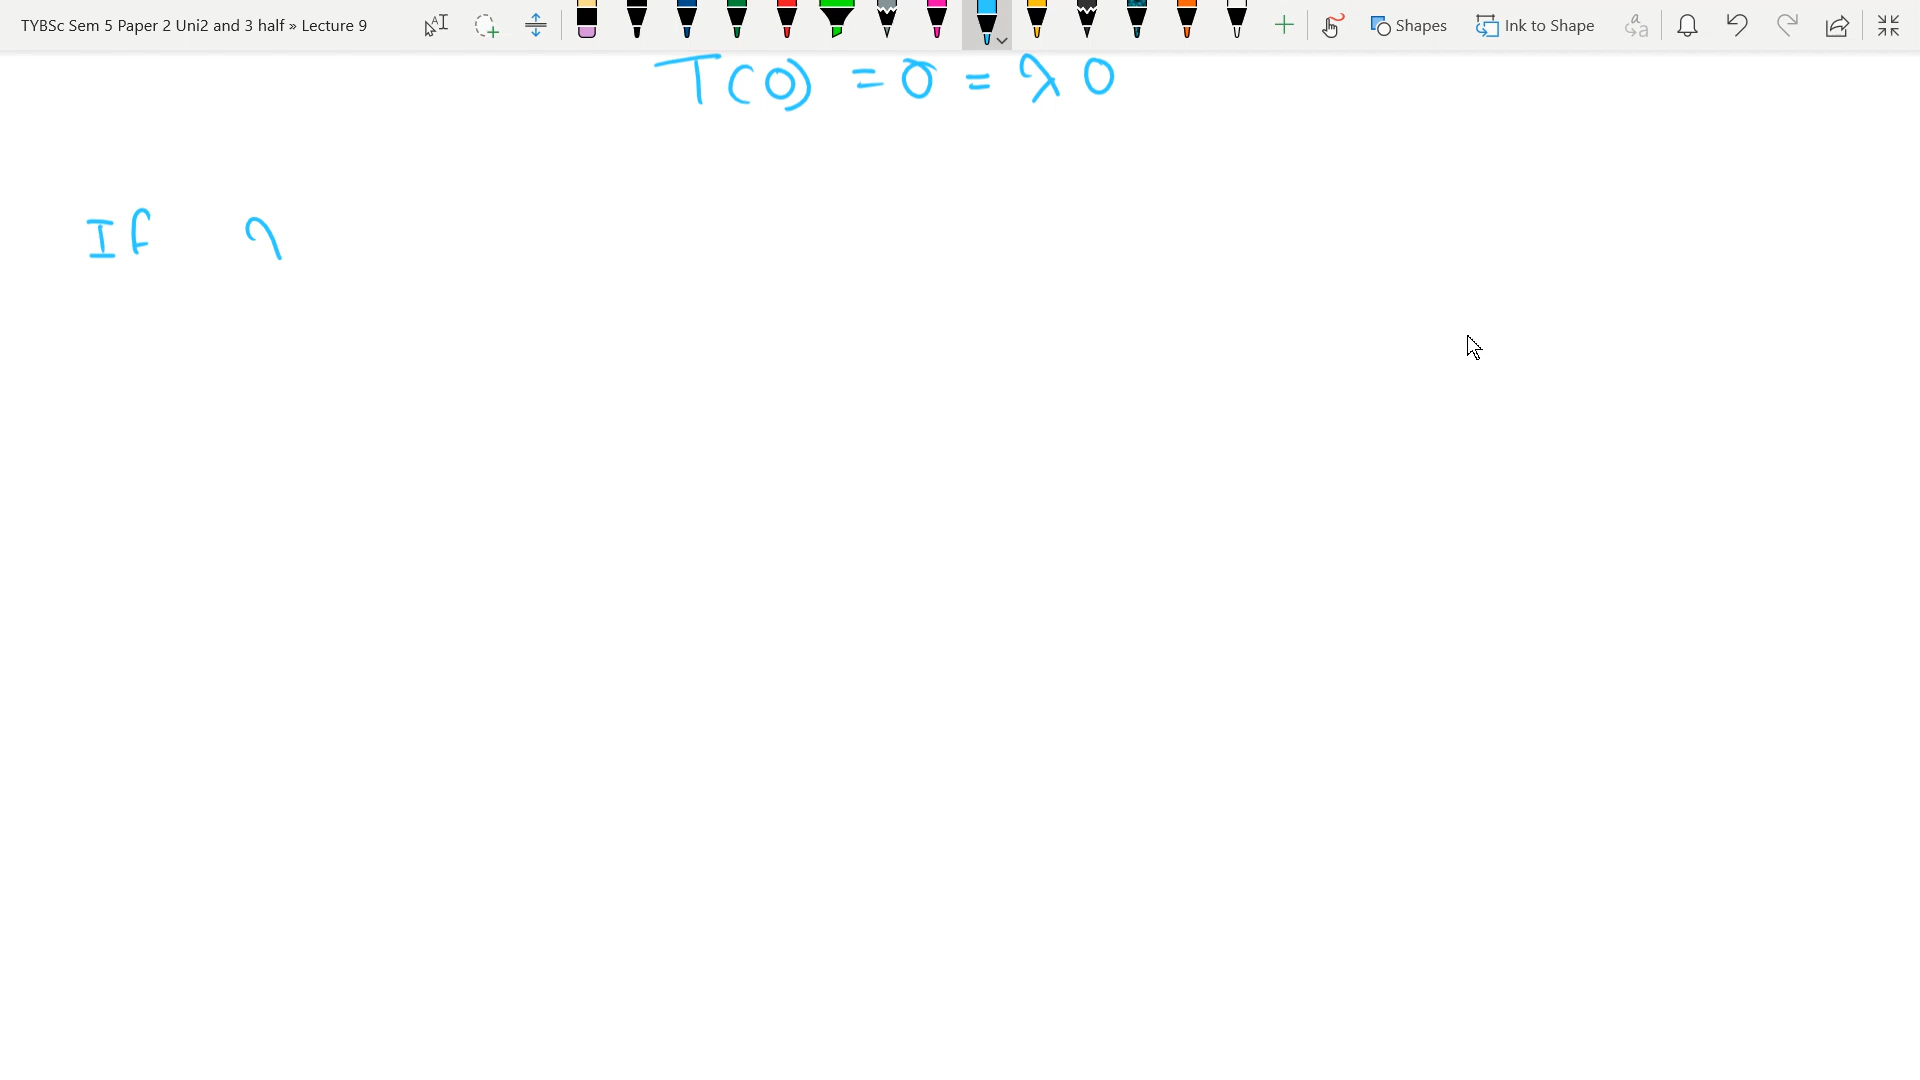 TYBSc Sem 5 Paper 2 Uni2 and 3 half » Lecture 9
Shapes
Ink to Shape
T(0) = 0 = λ 0
If